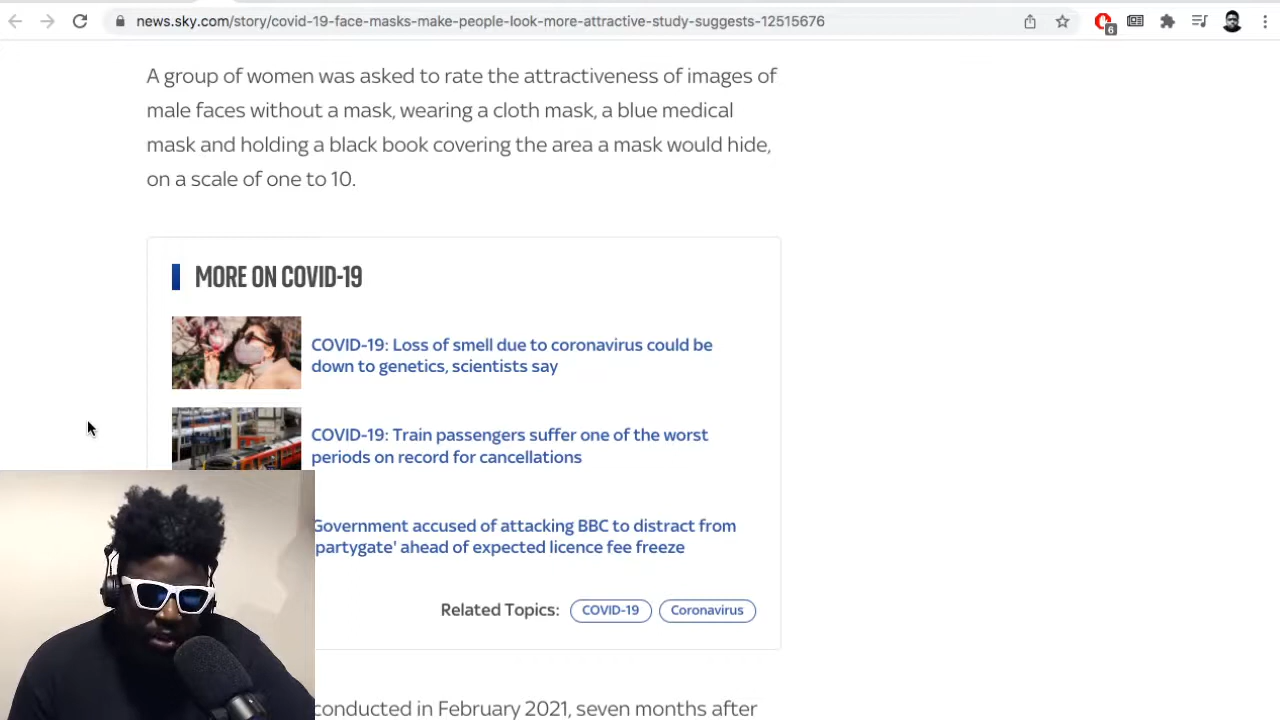 news.sky.com/story/covid-19-face-masks-make-people-look-more-attractive-study-suggests-12515676
6
A group of women was asked to rate the attractiveness of images of
male faces without a mask, wearing a cloth mask, a blue medical
mask and holding a black book covering the area a mask would hide,
on a scale of one to 10.
MORE ON COVID-19
COVID-19: Loss of smell due to coronavirus could be
down to genetics, scientists say
COVID-19: Train passengers suffer one of the worst
periods on record for cancellations
Government accused of attacking BBC to distract from
partygate' ahead of expected licence fee freeze
Related Topics:
COVID-19
Coronavirus
conducted in February 2021, seven months after